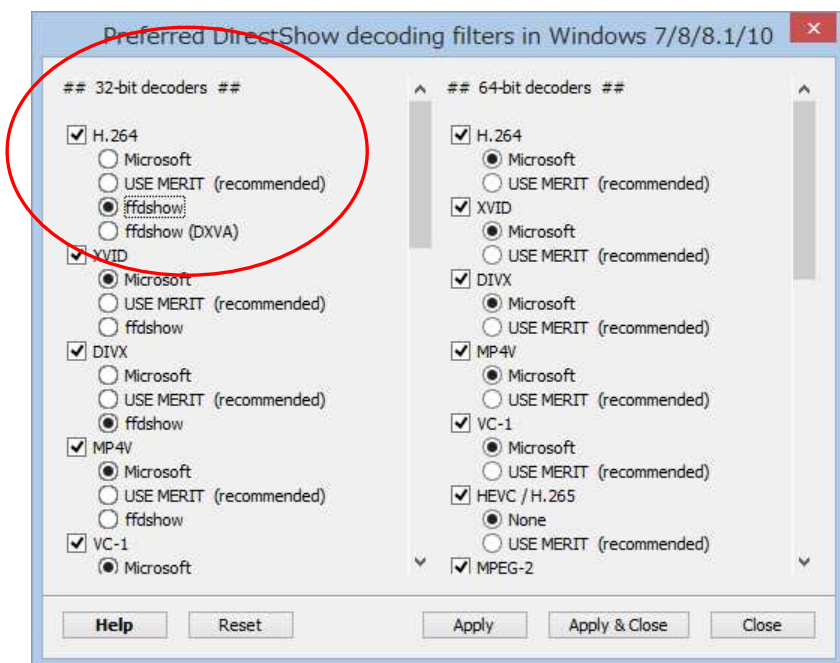 Preferred DirectShow decoding filters in Windows 7/8/8.1/10
## 32-bit decoders ##
H.264
Microsoft
USE MERIT (recommended)
ffdshow
ffdshow (DXVA)
XVID
Microsoft
USE MERIT (recommended)
ffdshow
DIVX
Microsoft
USE MERIT (recommended)
ffdshow
MP4V
Microsoft
USE MERIT (recommended)
ffdshow
VC-1
Microsoft
## 64-bit decoders ##
H.264
Microsoft
USE MERIT (recommended)
XVID
Microsoft
USE MERIT (recommended)
DIVX
Microsoft
USE MERIT (recommended)
MP4V
Microsoft
USE MERIT (recommended)
VC-1
Microsoft
USE MERIT (recommended)
HEVC / H.265
None
USE MERIT (recommended)
MPEG-2
Help Reset Apply Apply & Close Close